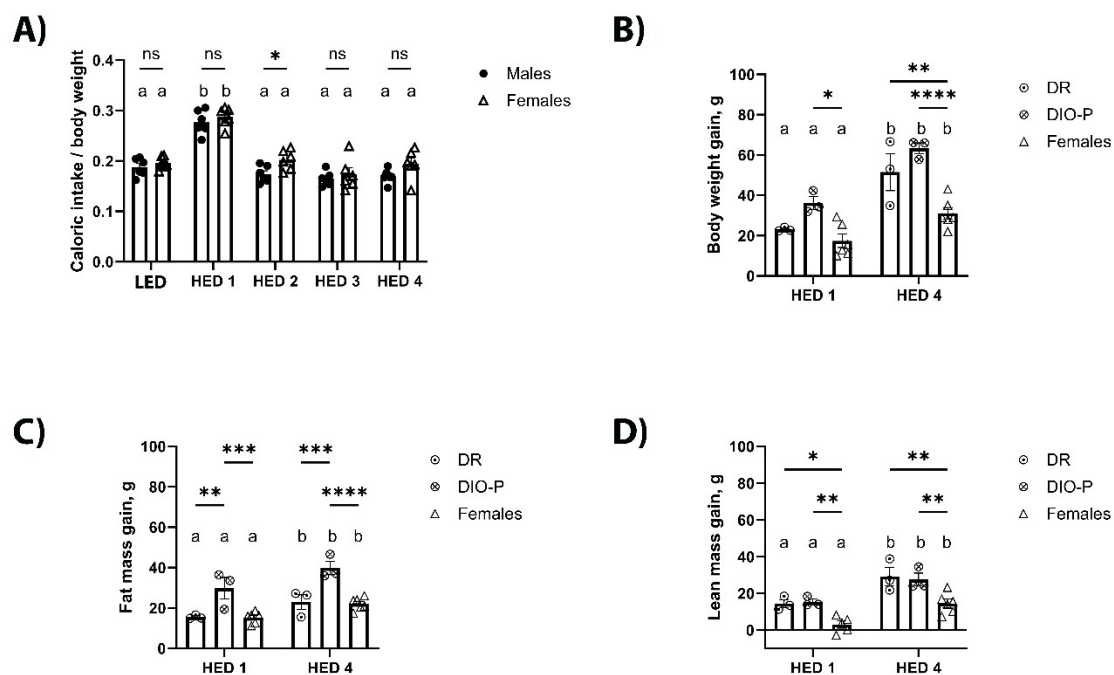 A)
Caloric intake / body weight
0.4
0.3
0.2
0.1
0.0
ns ns * ns ns
a a b b a a a a a a
LED HED 1 HED 2 HED 3 HED 4
Males
Females
B)
Body weight gain, g
100
80
60
40
20
0
**
* ****
a a a b b b
HED 1 HED 4
DR
DIO-P
Females
C)
Fat mass gain, g
100
80
60
40
20
0
*** ***
** ****
a a a b b b
HED 1 HED 4
DR
DIO-P
Females
D)
Lean mass gain, g
100
80
60
40
20
0
* **
** **
a a a b b b
HED 1 HED 4
DR
DIO-P
Females